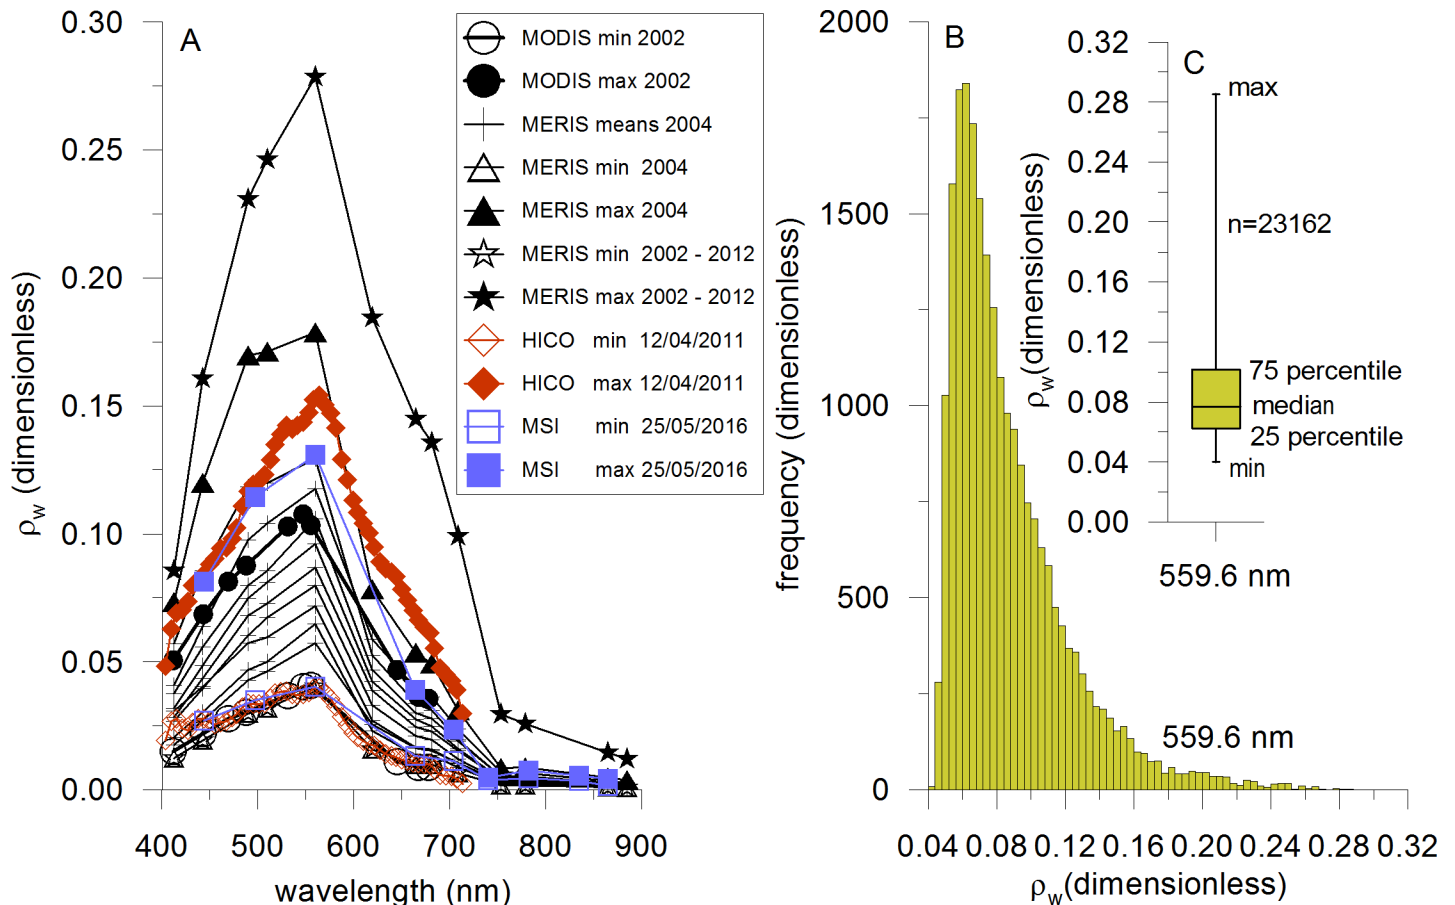 A
0.30
0.25
0.20
0.15
0.10
0.05
0.00
ρw (dimensionless)
400 500 600 700 800 900
wavelength (nm)
MODIS min 2002
MODIS max 2002
MERIS means 2004
MERIS min 2004
MERIS max 2004
MERIS min 2002 - 2012
MERIS max 2002 - 2012
HICO min 12/04/2011
HICO max 12/04/2011
MSI min 25/05/2016
MSI max 25/05/2016
B
2000
1500
1000
500
0
frequency (dimensionless)
559.6 nm
0.04 0.08 0.12 0.16 0.20 0.24 0.28 0.32
ρw(dimensionless)
C
0.32
0.28
0.24
0.20
0.16
0.12
0.08
0.04
0.00
ρw(dimensionless)
max
n=23162
75 percentile
median
25 percentile
min
559.6 nm